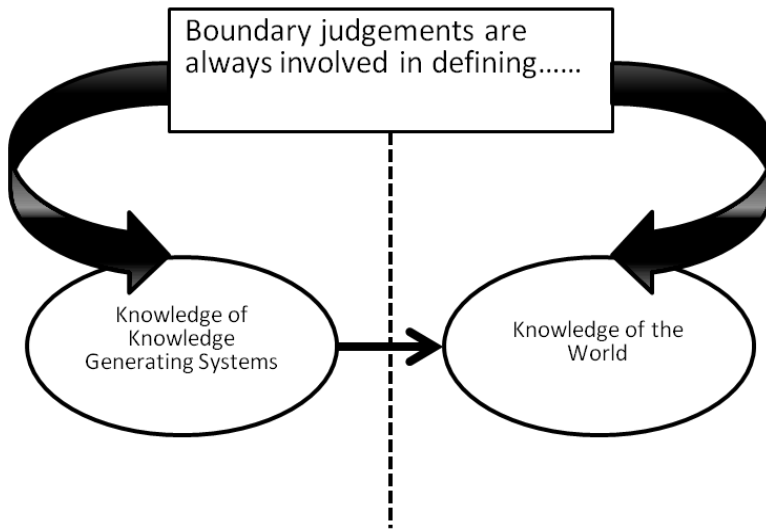 Boundary judgements are
always involved in defining......
Knowledge of
Knowledge
Generating Systems
Knowledge of the
World